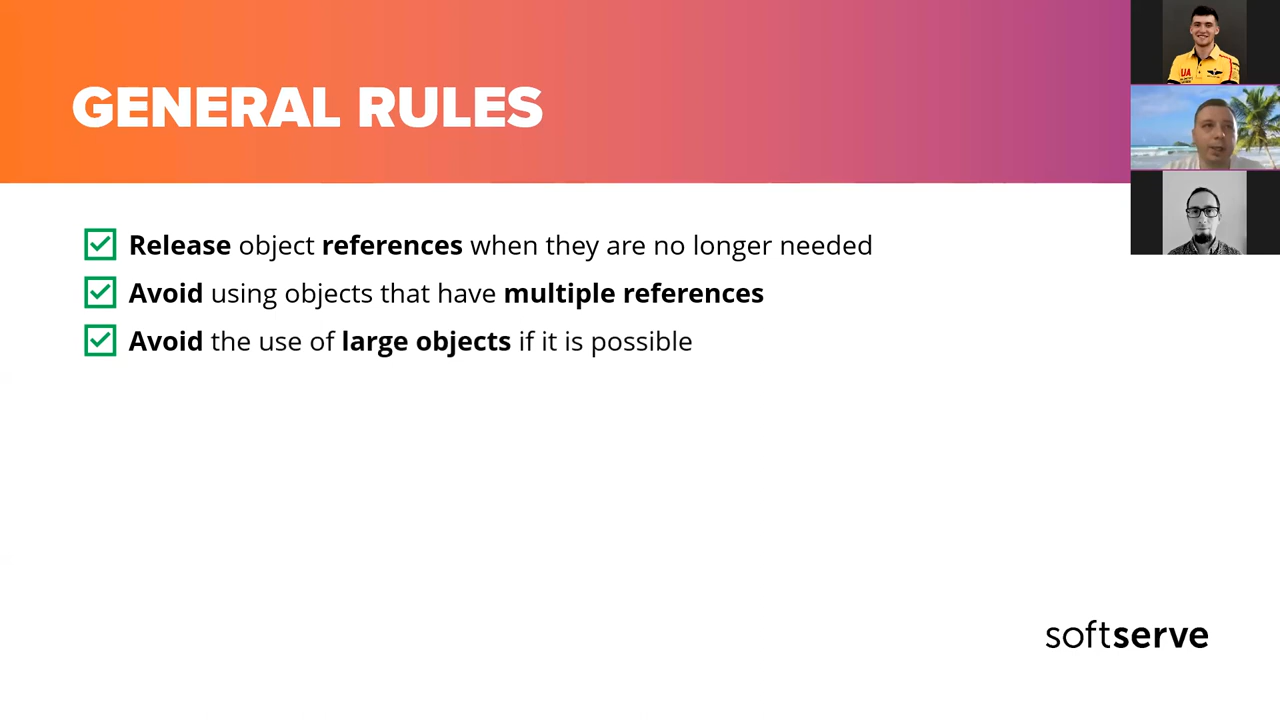 GENERAL RULES
Release object references when they are no longer needed
Avoid using objects that have multiple references
Avoid the use of large objects if it is possible
softserve
UA